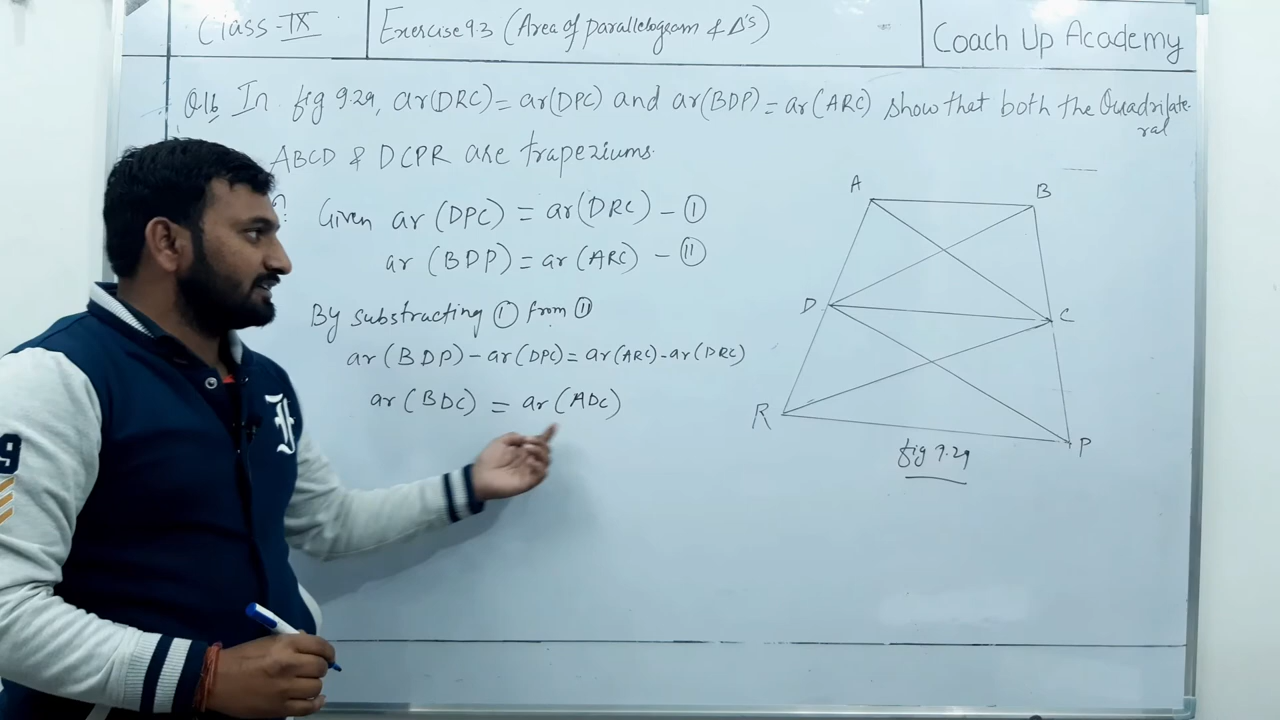 Class-IX
Exercise 9.3 (Area of parallelogram & Δ's)
Coach Up Academy
Q16 In fig 9.29, ar(DRC) = ar(DPC) and ar(BDP) = ar(ARC) show that both the Quadrilateral
ABCD & DCPR are trapeziums.
Given ar (DPC) = ar(DRC) - (I)
ar (BDP) = ar(ARC) - (II)
By substracting (I) from (II)
ar(BDP) - ar(DPC) = ar(ARC) - ar(DRC)
ar (BDC) = ar(ADC)
A
B
D
C
R
P
fig 9.29
9